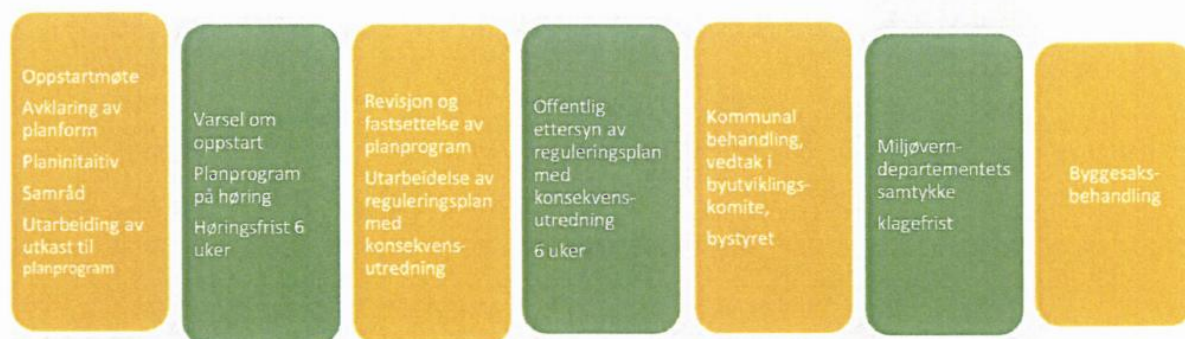 Oppstartmøte
Avklaring av
planform
Planinitaitiv
Samråd
Utarbeiding av
utkast til
planprogram
Varsel om
oppstart
Planprogram
på høring
Høringsfrist 6
uker
Revisjon og
fastsettelse av
planprogram
Utarbeidelse av
reguleringsplan
med
konsekvens-
utredning
Offentlig
ettersyn av
reguleringsplan
med
konsekvens-
utredning
6 uker
Kommunal
behandling,
vedtak i
byutviklings-
komite,
bystyret
Miljøvern-
departementets
samtykke
klagefrist
Byggesaks-
behandling